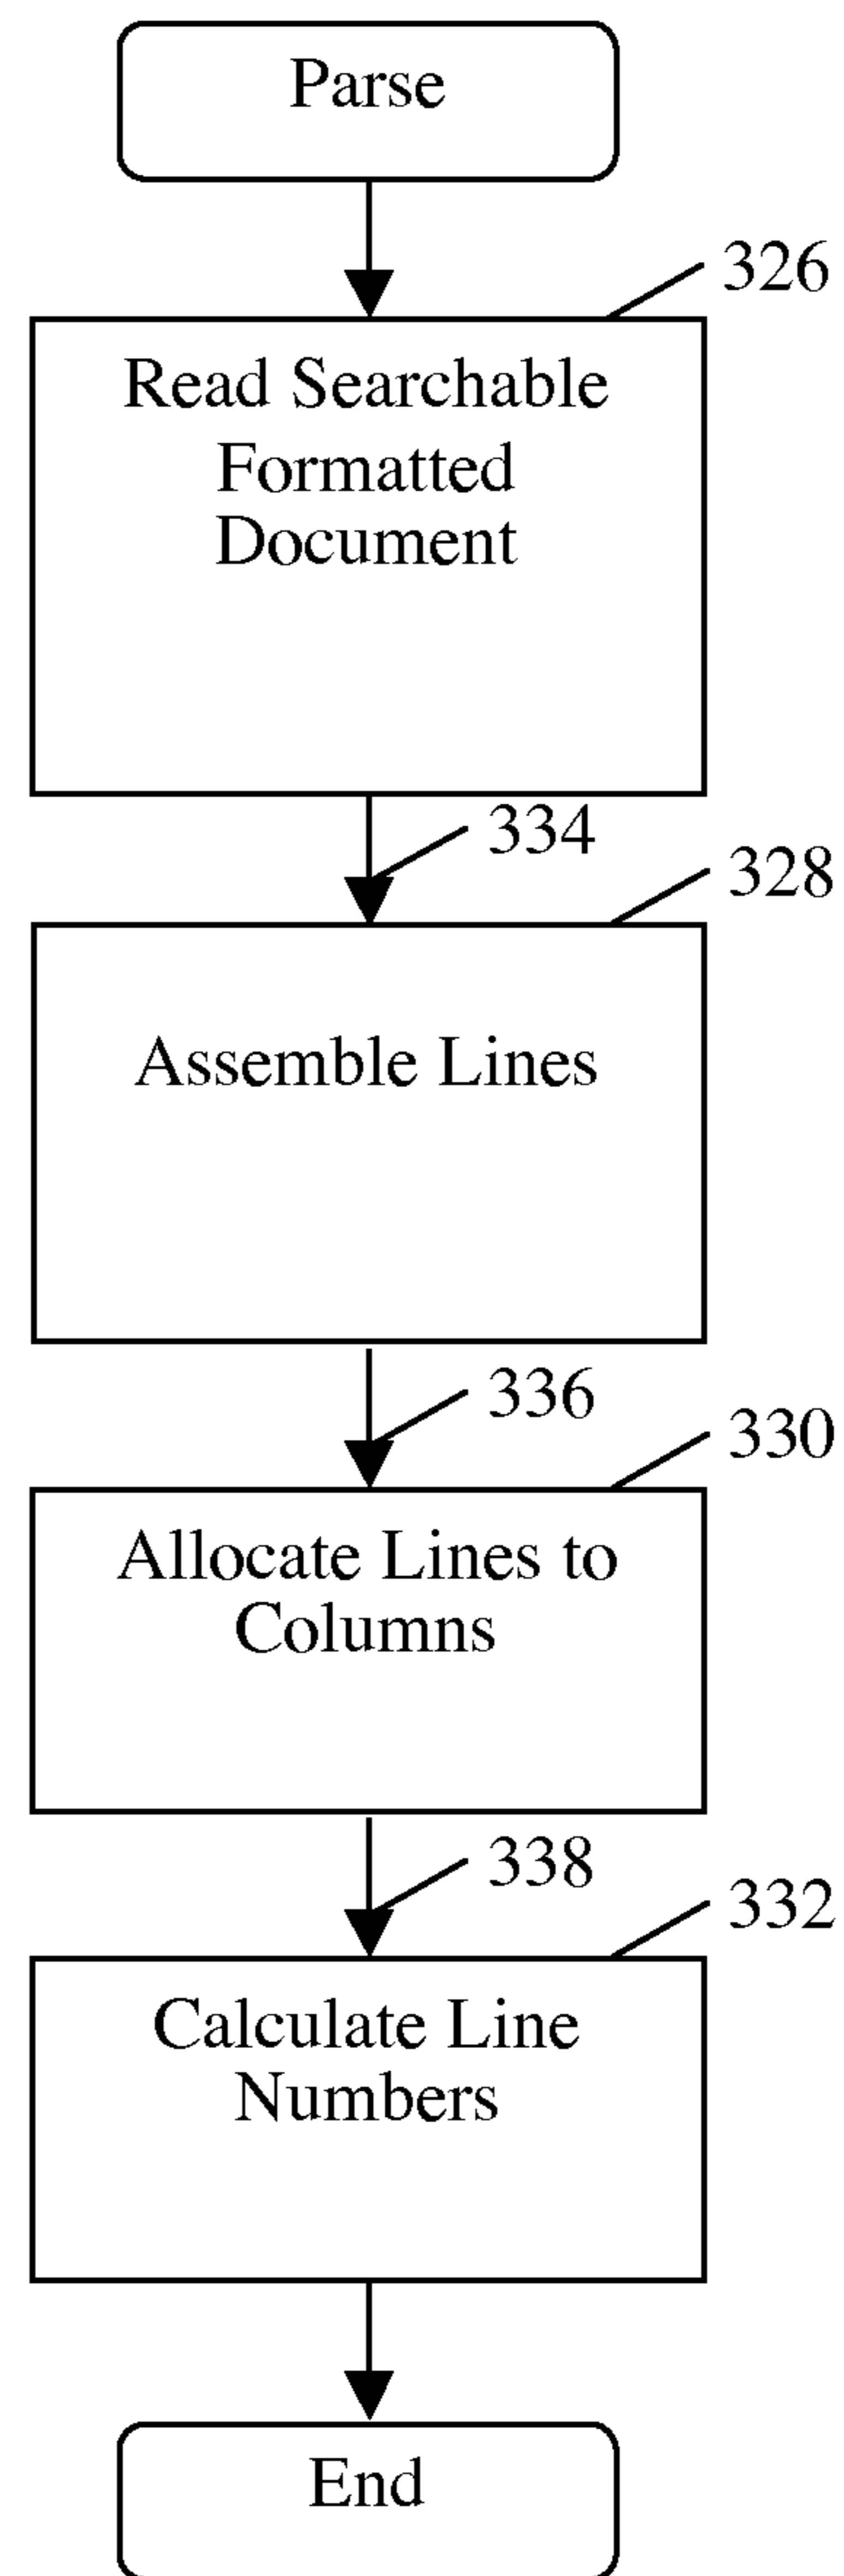 Parse
326
Read Searchable
Formatted
Document
334
328
Assemble Lines
336
330
Allocate Lines to
Columns
338
332
Calculate Line
Numbers
End